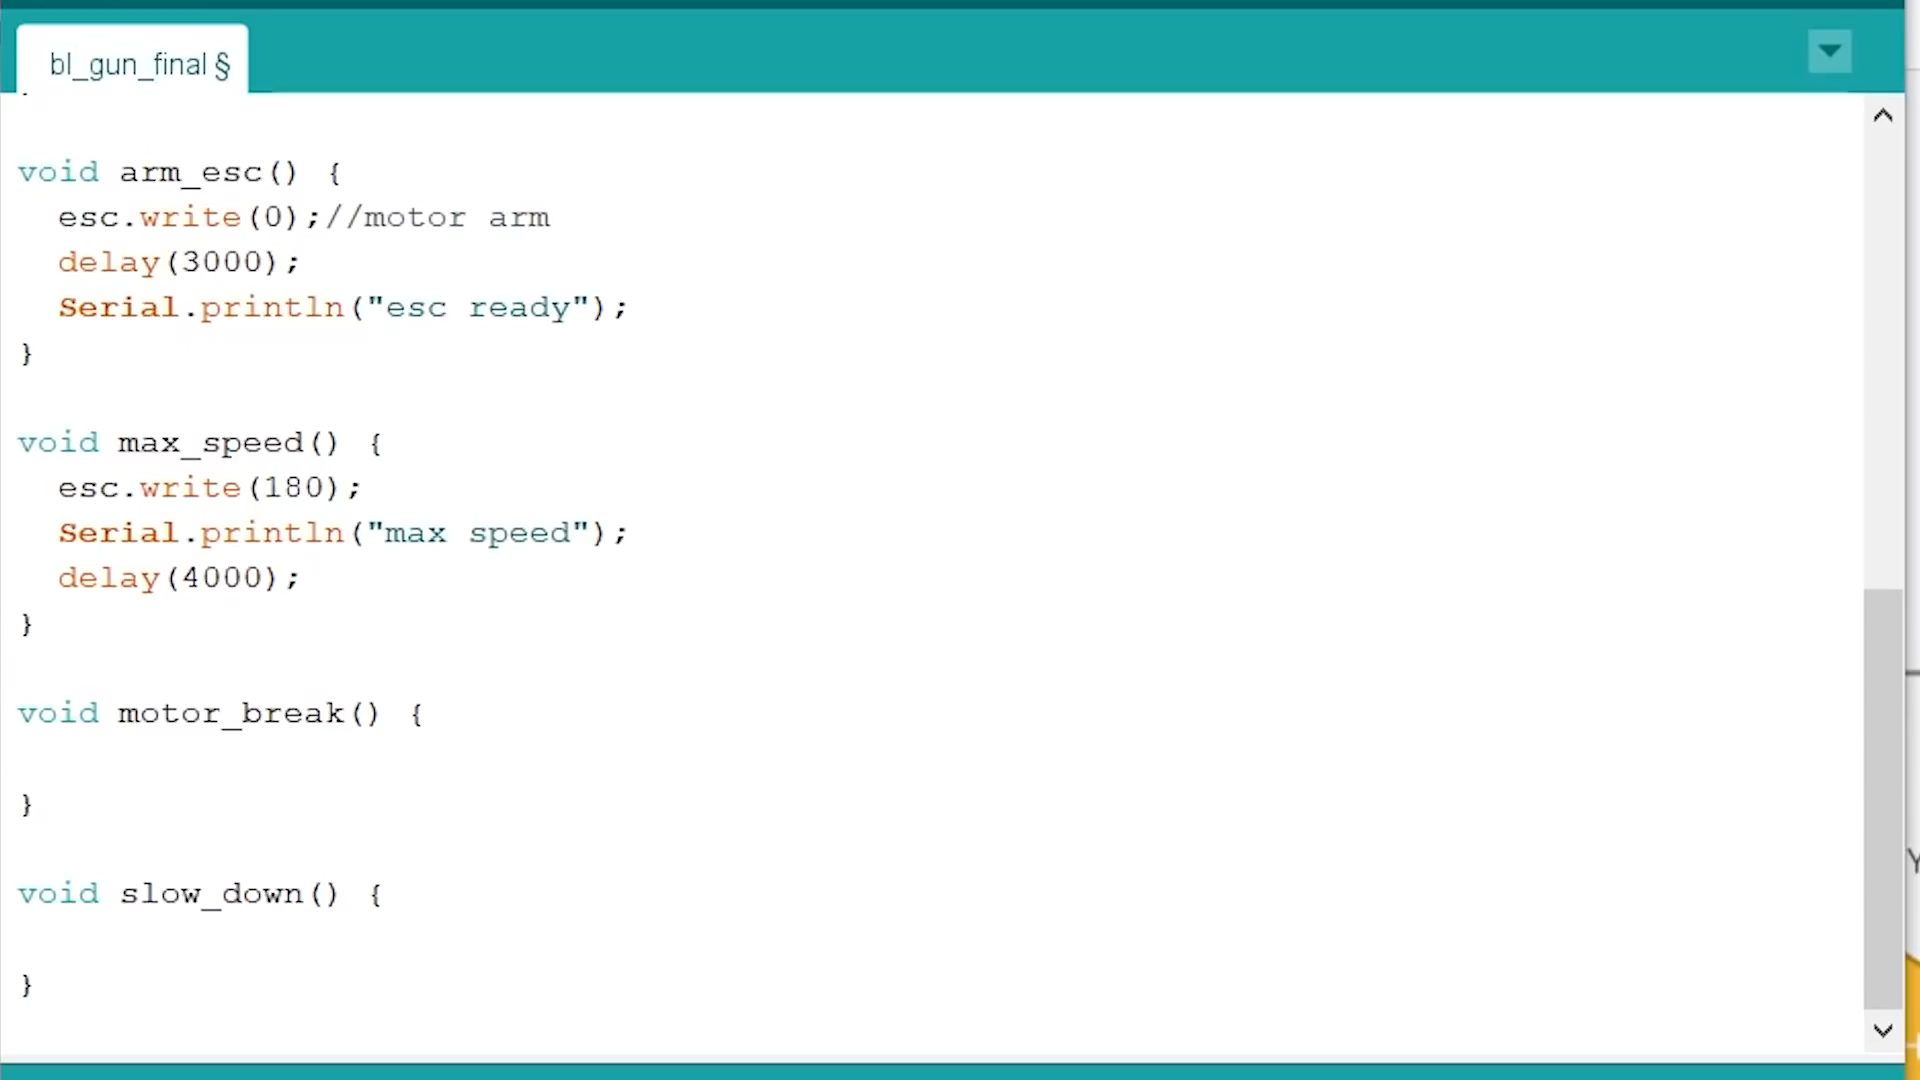 bl_gun_final §
void arm_esc() {
esc.write(0);//motor arm
delay(3000);
Serial.println("esc ready");
}
void max_speed() {
esc.write(180);
Serial.println("max speed");
delay(4000);
}
void motor_break() {
}
void slow_down() {
}